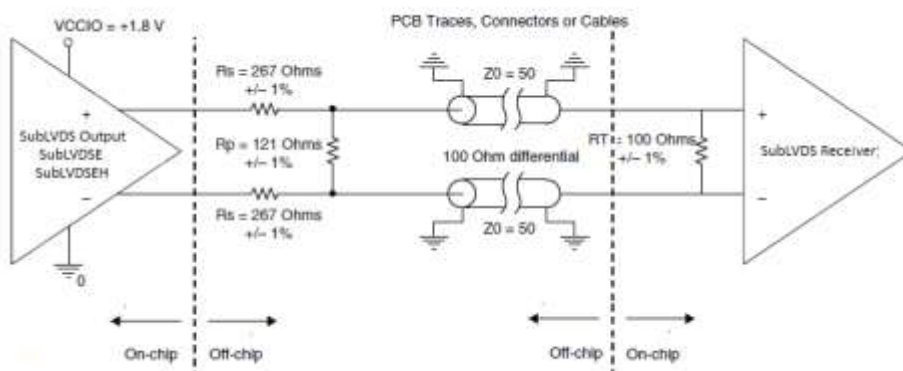 VCCIO = +1.8 V
PCB Traces, Connectors or Cables
Rs = 267 Ohms
+/– 1%
Z0 = 50
+
SubLVDS Output
SubLVDSE
SubLVDSEH
–
Rp = 121 Ohms
+/– 1%
100 Ohm differential
RT = 100 Ohms
+/– 1%
+
SubLVDS Receiver
–
Rs = 267 Ohms
+/– 1%
Z0 = 50
0
On-chip
Off-chip
Off-chip
On-chip